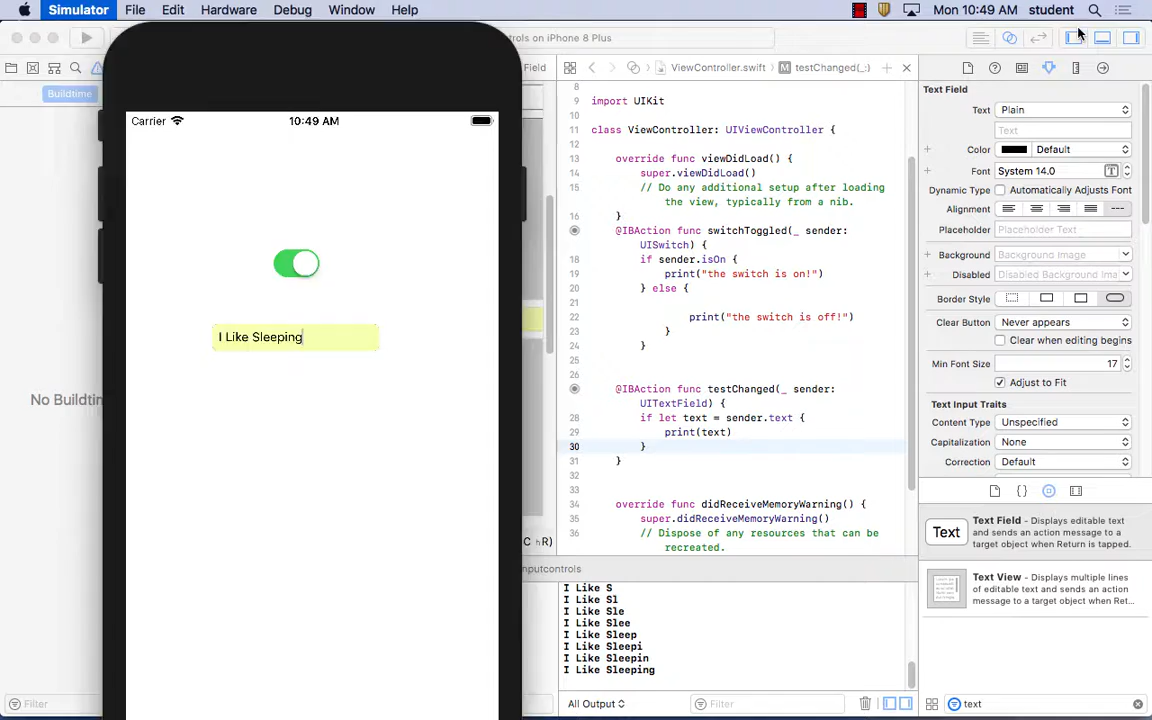 Simulator File Edit Hardware Debug Window Help Mon 10:49 AM student
controls on iPhone 8 Plus
Buildtime
No Buildtim
Filter
Carrier 10:49 AM
I Like Sleeping
Field
ViewController.swift testChanged(_:)
8
9 import UIKit
10
11 class ViewController: UIViewController {
12
13 override func viewDidLoad() {
14 super.viewDidLoad()
15 // Do any additional setup after loading
the view, typically from a nib.
16 }
@IBAction func switchToggled(_ sender:
UISwitch) {
18 if sender.isOn {
19 print("the switch is on!")
20 } else {
21
22 print("the switch is off!")
23 }
24 }
25
26
@IBAction func testChanged(_ sender:
UITextField) {
28 if let text = sender.text {
29 print(text)
30 }
31 }
32
33
34 override func didReceiveMemoryWarning() {
35 super.didReceiveMemoryWarning()
36 // Dispose of any resources that can be
recreated.
C hR)
nputcontrols
I Like S
I Like Sl
I Like Sle
I Like Slee
I Like Sleep
I Like Sleepi
I Like Sleepin
I Like Sleeping
All Output Filter
Text Field
Text Plain
Text
Color Default
Font System 14.0
Dynamic Type Automatically Adjusts Font
Alignment
Placeholder Placeholder Text
Background Background Image
Disabled Disabled Background Ima
Border Style
Clear Button Never appears
Clear when editing begins
Min Font Size 17
Adjust to Fit
Text Input Traits
Content Type Unspecified
Capitalization None
Correction Default
Text
Text Field - Displays editable text
and sends an action message to a
target object when Return is tapped.
Text View - Displays multiple lines
of editable text and sends an action
message to a target object when Ret...
text